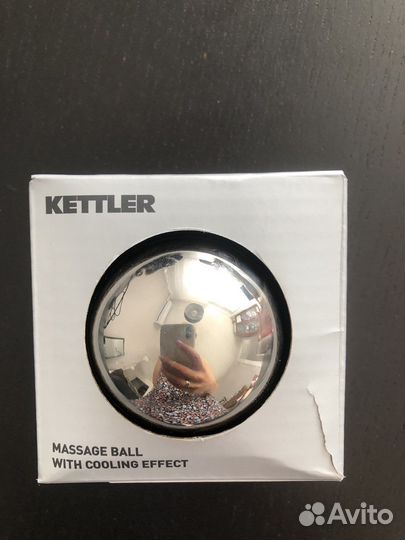 KETTLER
MASSAGE BALL
WITH COOLING EFFECT
Avito